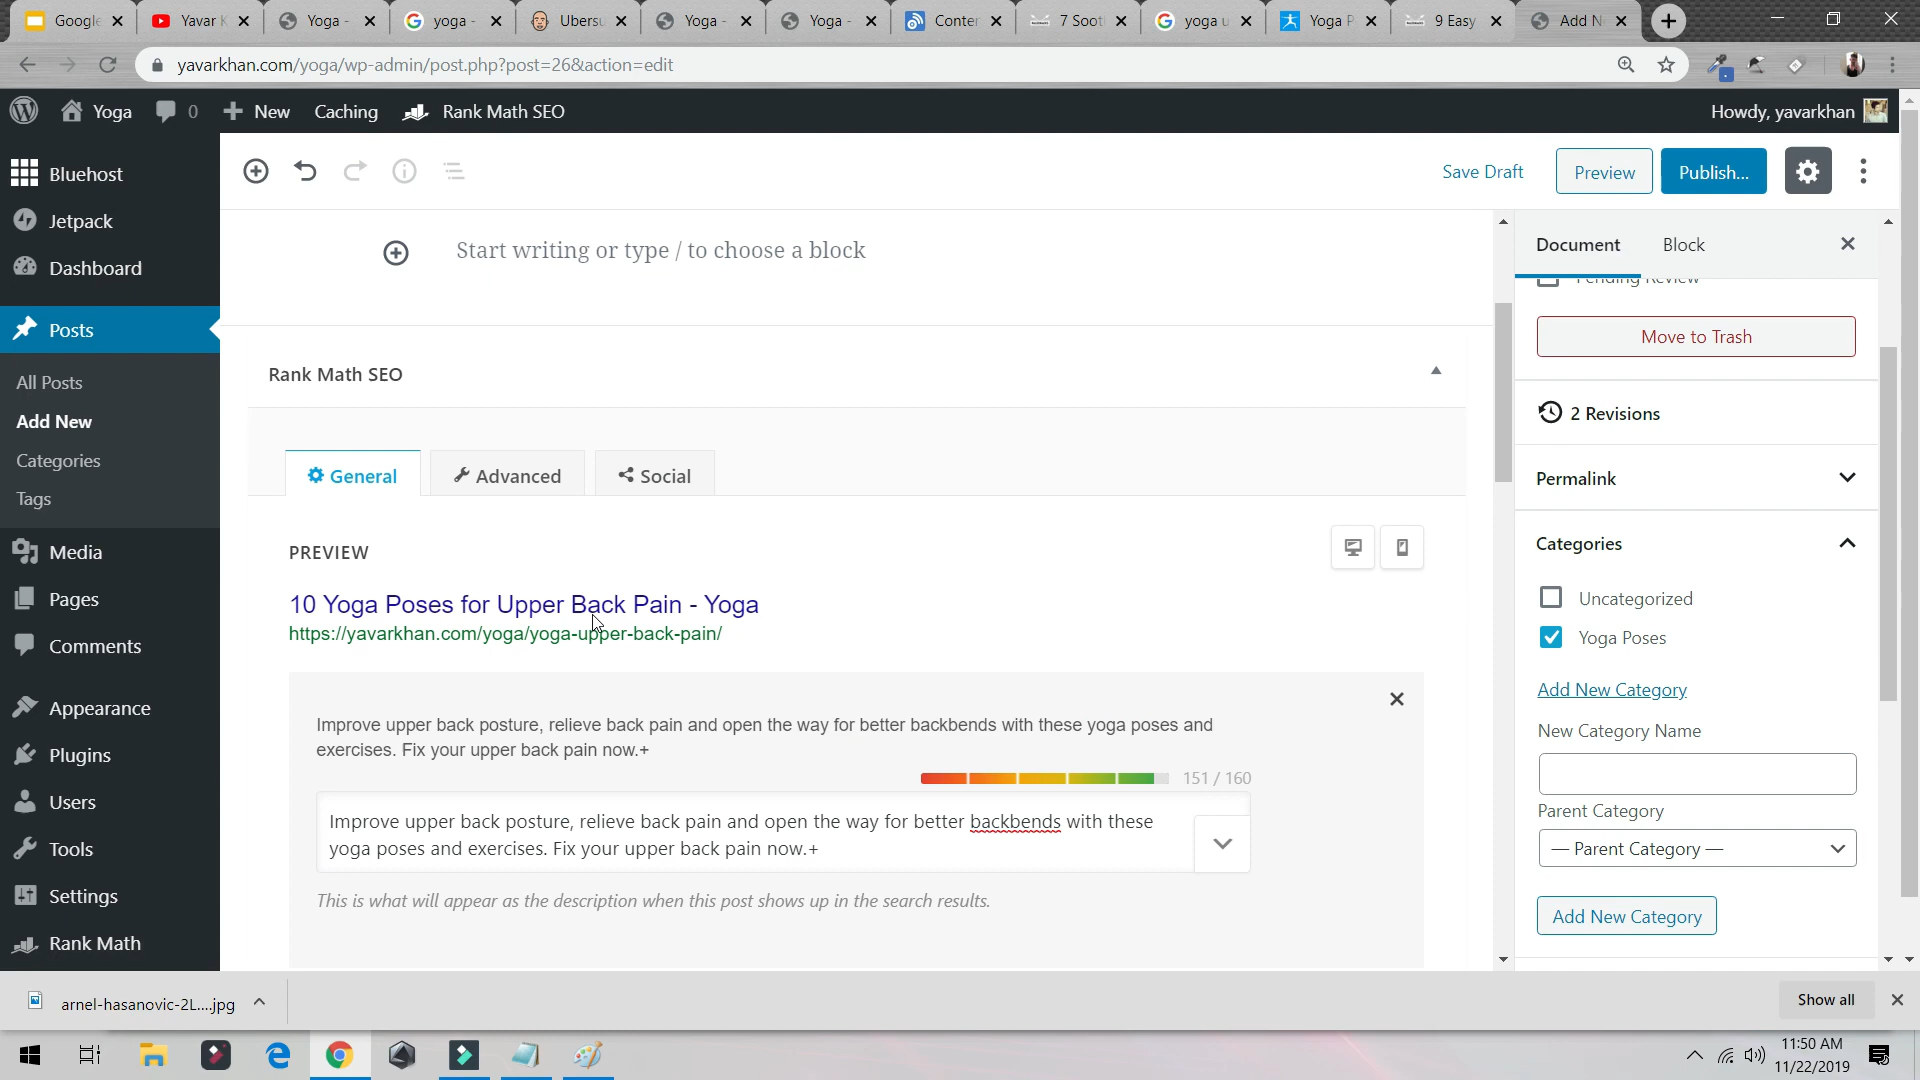 Google
Yavar K
Yoga -
yoga -
Ubersu
Yoga -
Yoga -
Conter
7 Soot
yoga u
Yoga P
9 Easy
Add N
yavarkhan.com/yoga/wp-admin/post.php?post=26&action=edit
Yoga
0
New
Caching
Rank Math SEO
Howdy, yavarkhan
Bluehost
Jetpack
Dashboard
Posts
All Posts
Add New
Categories
Tags
Media
Pages
Comments
Appearance
Plugins
Users
Tools
Settings
Rank Math
Save Draft
Preview
Publish...
Start writing or type / to choose a block
Rank Math SEO
General
Advanced
Social
PREVIEW
10 Yoga Poses for Upper Back Pain - Yoga
https://yavarkhan.com/yoga/yoga-upper-back-pain/
Improve upper back posture, relieve back pain and open the way for better backbends with these yoga poses and
exercises. Fix your upper back pain now.+
151 / 160
Improve upper back posture, relieve back pain and open the way for better backbends with these
yoga poses and exercises. Fix your upper back pain now.+
This is what will appear as the description when this post shows up in the search results.
Document
Block
Pending Review
Move to Trash
2 Revisions
Permalink
Categories
Uncategorized
Yoga Poses
Add New Category
New Category Name
Parent Category
— Parent Category —
Add New Category
arnel-hasanovic-2L....jpg
Show all
11:50 AM
11/22/2019